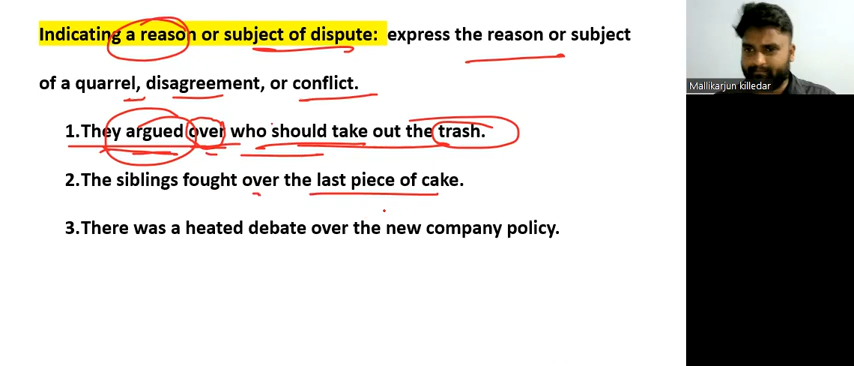 Indicating a reason or subject of dispute: express the reason or subject
of a quarrel, disagreement, or conflict.
1.They argued over who should take out the trash.
2.The siblings fought over the last piece of cake.
3.There was a heated debate over the new company policy.
Mallikarjun killedar